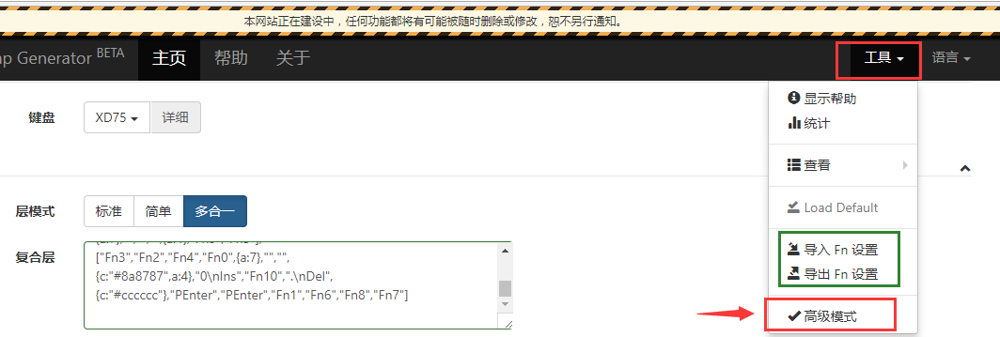 本网站正在建设中，任何功能都将有可能被随时删除或修改，恕不另行通知。
ap Generator BETA 主页 帮助 关于 工具 语言
键盘 XD75 详细
显示帮助
统计
查看
Load Default
导入 Fn 设置
导出 Fn 设置
高级模式
层模式 标准 简单 多合一
复合层
["Fn3","Fn2","Fn4","Fn0",{a:7},"","",
{c:"#8a8787",a:4},"0\nIns","Fn10",".\nDel",
{c:"#cccccc"},"PEnter","PEnter","Fn1","Fn6","Fn8","Fn7"]